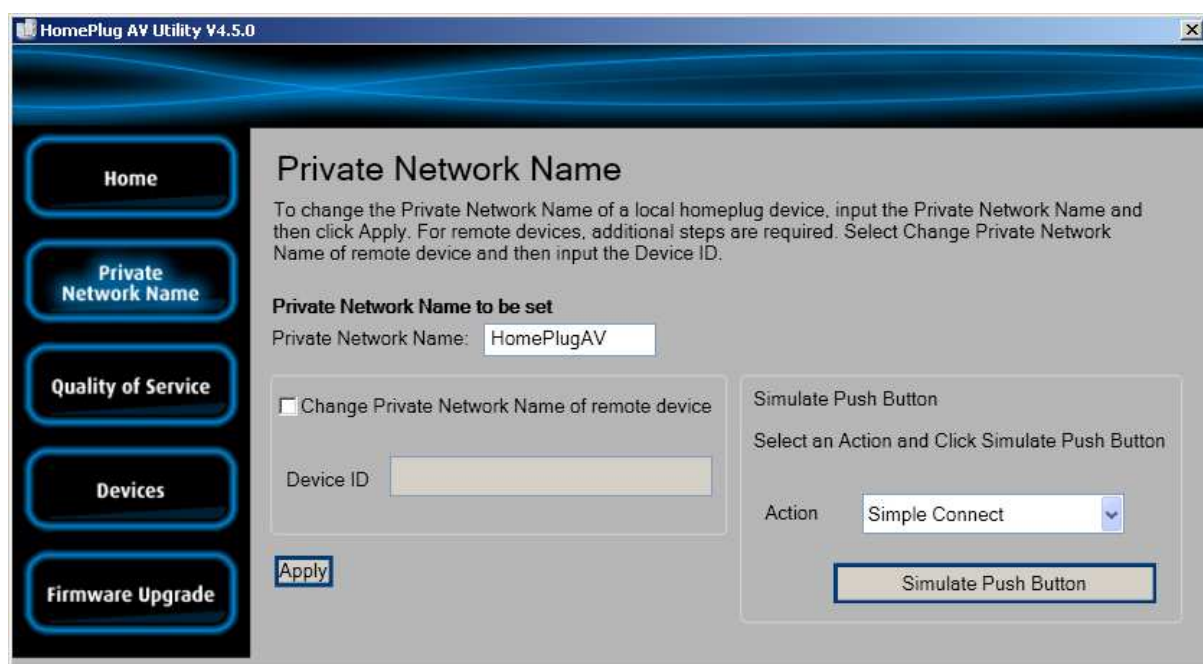 HomePlug AV Utility V4.5.0
Home
Private
Network Name
Quality of Service
Devices
Firmware Upgrade
Private Network Name
To change the Private Network Name of a local homeplug device, input the Private Network Name and
then click Apply. For remote devices, additional steps are required. Select Change Private Network
Name of remote device and then input the Device ID.
Private Network Name to be set
Private Network Name: HomePlugAV
Change Private Network Name of remote device
Device ID
Apply
Simulate Push Button
Select an Action and Click Simulate Push Button
Action Simple Connect
Simulate Push Button